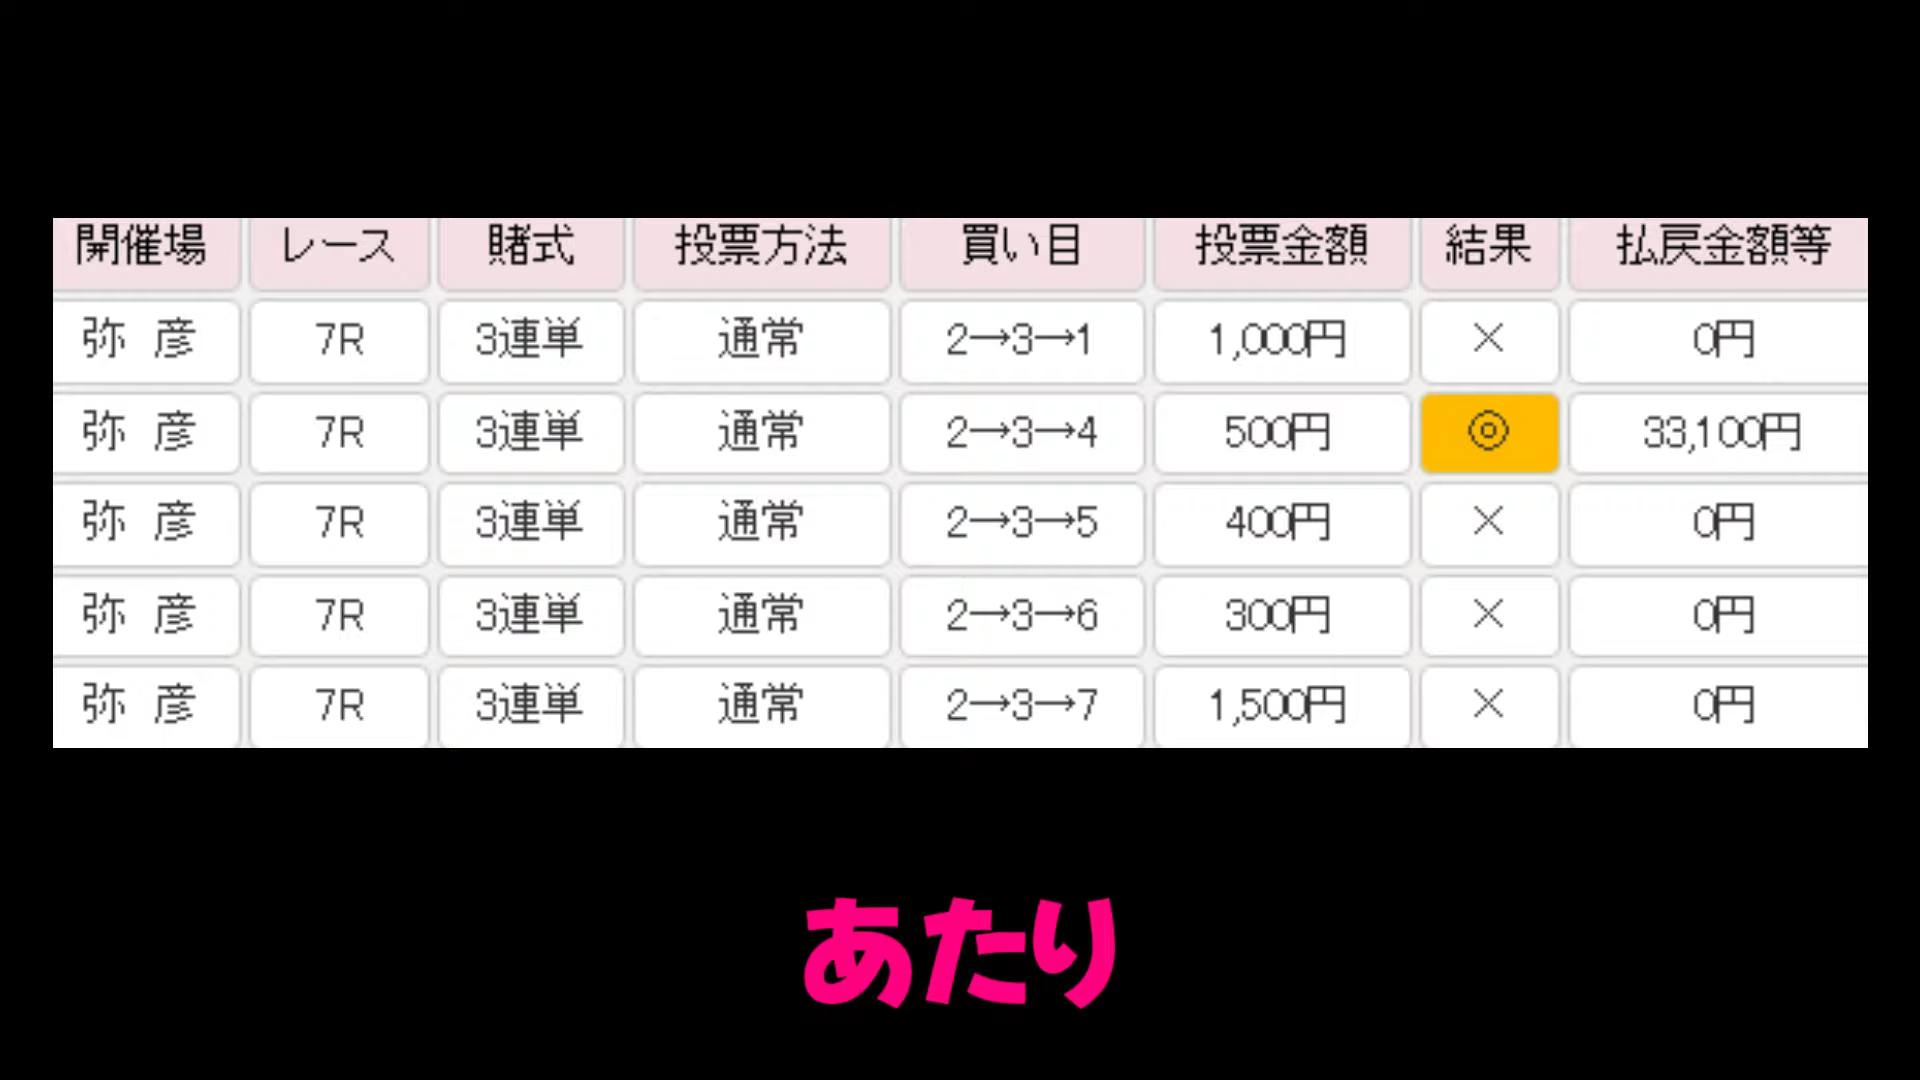 開催場 レース 賭式 投票方法 買い目 投票金額 結果 払戻金額等
弥 彦 7R 3連単 通常 2→3→1 1,000円 × 0円
弥 彦 7R 3連単 通常 2→3→4 500円 ◎ 33,100円
弥 彦 7R 3連単 通常 2→3→5 400円 × 0円
弥 彦 7R 3連単 通常 2→3→6 300円 × 0円
弥 彦 7R 3連単 通常 2→3→7 1,500円 × 0円
あたり